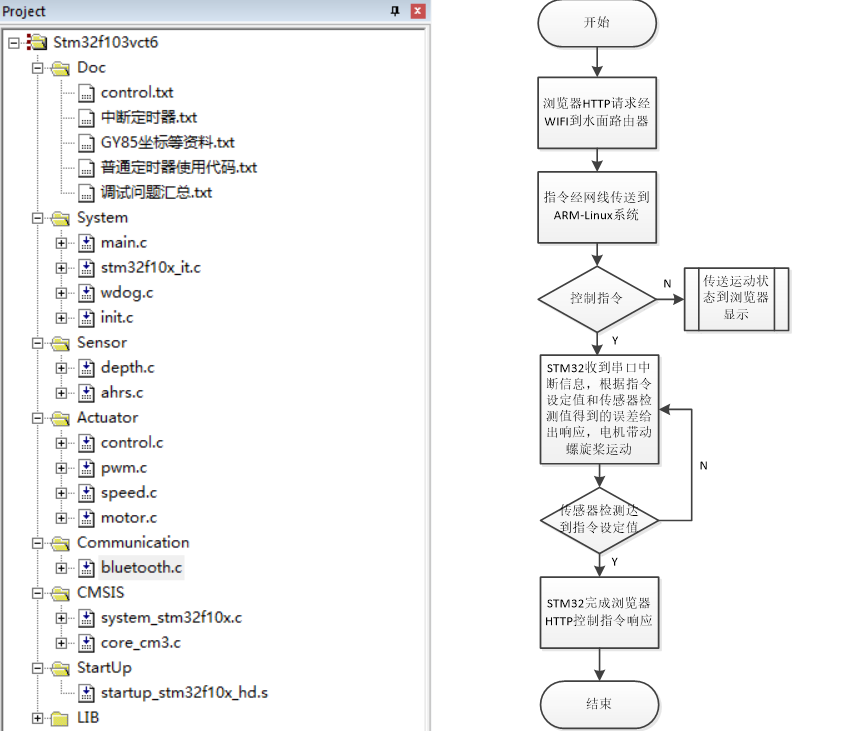 Project
Stm32f103vct6
Doc
control.txt
中断定时器.txt
GY85坐标等资料.txt
普通定时器使用代码.txt
调试问题汇总.txt
System
main.c
stm32f10x_it.c
wdog.c
init.c
Sensor
depth.c
ahrs.c
Actuator
control.c
pwm.c
speed.c
motor.c
Communication
bluetooth.c
CMSIS
system_stm32f10x.c
core_cm3.c
StartUp
startup_stm32f10x_hd.s
LIB
开始
浏览器HTTP请求经
WIFI到水面路由器
指令经网线传送到
ARM-Linux系统
控制指令
N
传送运动状
态到浏览器
显示
Y
STM32收到串口中
断信息，根据指令
设定值和传感器检
测值得到的误差给
出响应，电机带动
螺旋桨运动
N
传感器检测达
到指令设定值
Y
STM32完成浏览器
HTTP控制指令响应
结束